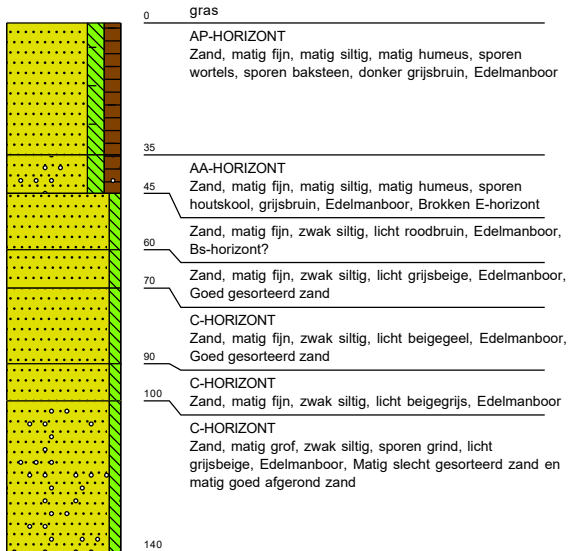 0
gras
AP-HORIZONT
Zand, matig fijn, matig siltig, matig humeus, sporen
wortels, sporen baksteen, donker grijsbruin, Edelmanboor
35
AA-HORIZONT
Zand, matig fijn, matig siltig, matig humeus, sporen
houtskool, grijsbruin, Edelmanboor, Brokken E-horizont
45
Zand, matig fijn, zwak siltig, licht roodbruin, Edelmanboor,
Bs-horizont?
60
Zand, matig fijn, zwak siltig, licht grijsbeige, Edelmanboor,
Goed gesorteerd zand
70
C-HORIZONT
Zand, matig fijn, zwak siltig, licht beigegeel, Edelmanboor,
Goed gesorteerd zand
90
C-HORIZONT
Zand, matig fijn, zwak siltig, licht beigegrijs, Edelmanboor
100
C-HORIZONT
Zand, matig grof, zwak siltig, sporen grind, licht
grijsbeige, Edelmanboor, Matig slecht gesorteerd zand en
matig goed afgerond zand
140